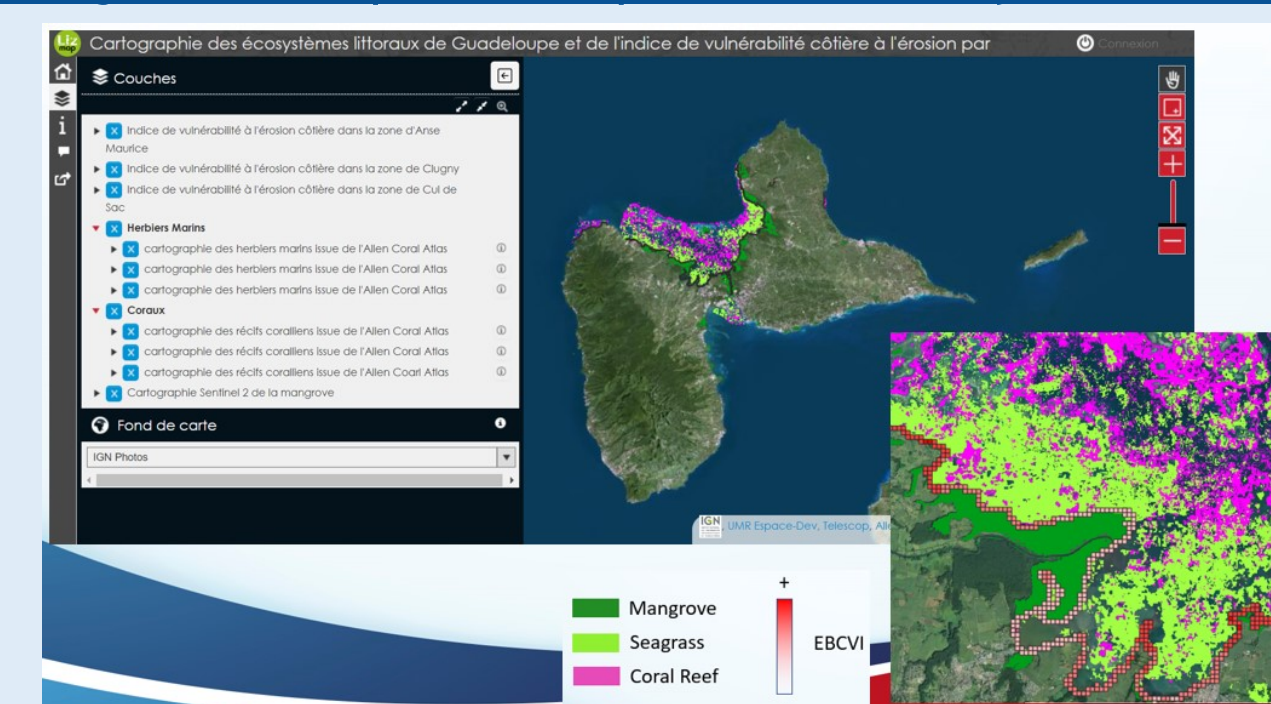 Liz
map
Cartographie des écosystèmes littoraux de Guadeloupe et de l'indice de vulnérabilité côtière à l'érosion par
Connexion
Couches
Indice de vulnérabilité à l'érosion côtière dans la zone d'Anse
Maurice
Indice de vulnérabilité à l'érosion côtière dans la zone de Clugny
Indice de vulnérabilité à l'érosion côtière dans la zone de Cul de
Sac
Herbiers Marins
cartographie des herbiers marins issue de l'Allen Coral Atlas
cartographie des herbiers marins issue de l'Allen Coral Atlas
cartographie des herbiers marins issue de l'Allen Coral Atlas
Coraux
cartographie des récifs coralliens issue de l'Allen Coral Atlas
cartographie des récifs coralliens issue de l'Allen Coral Atlas
cartographie des récifs coralliens issue de l'Allen Coarl Atlas
Cartographie Sentinel 2 de la mangrove
Fond de carte
IGN Photos
IGN
UMR Espace-Dev, Telescop,
+
Mangrove
Seagrass
EBCVI
Coral Reef